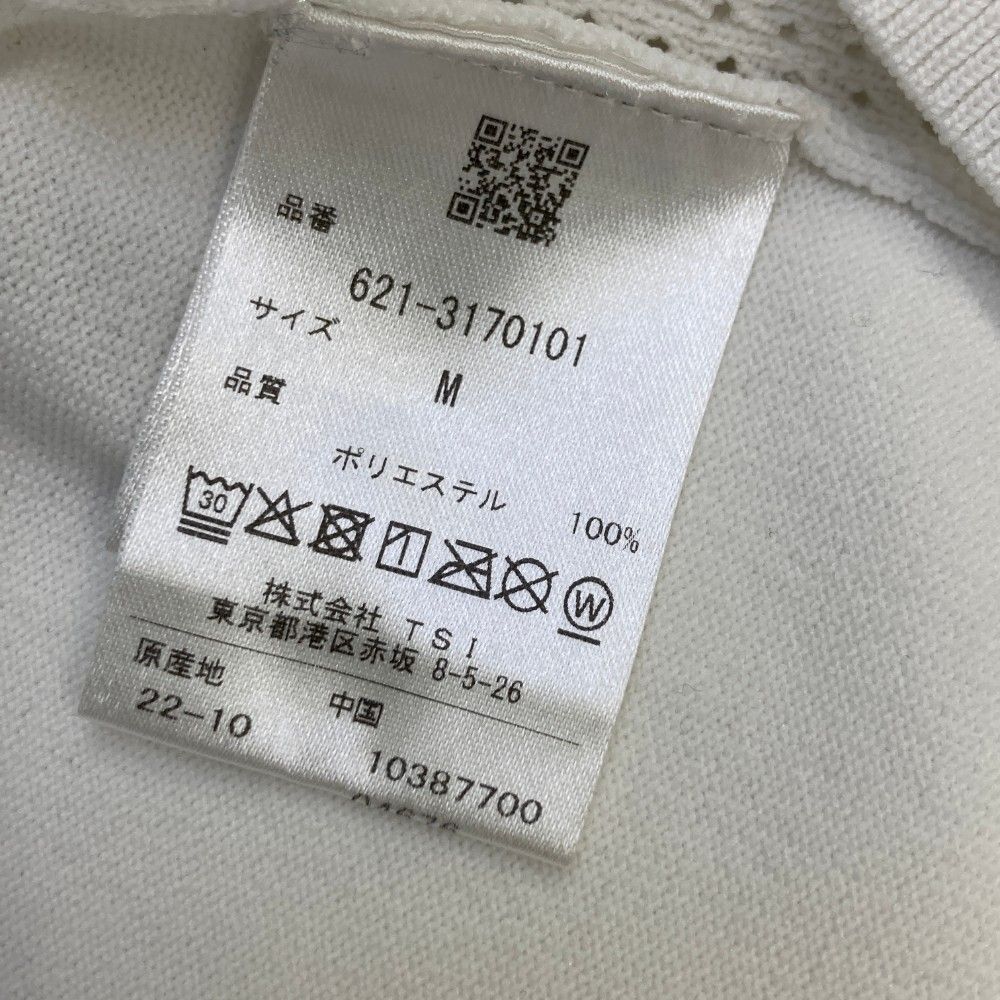 品番
621-3170101
サイズ
M
品質
ポリエステル 100%
30
W
株式会社 TSI
東京都港区赤坂 8-5-26
原産地 中国
22-10 10387700